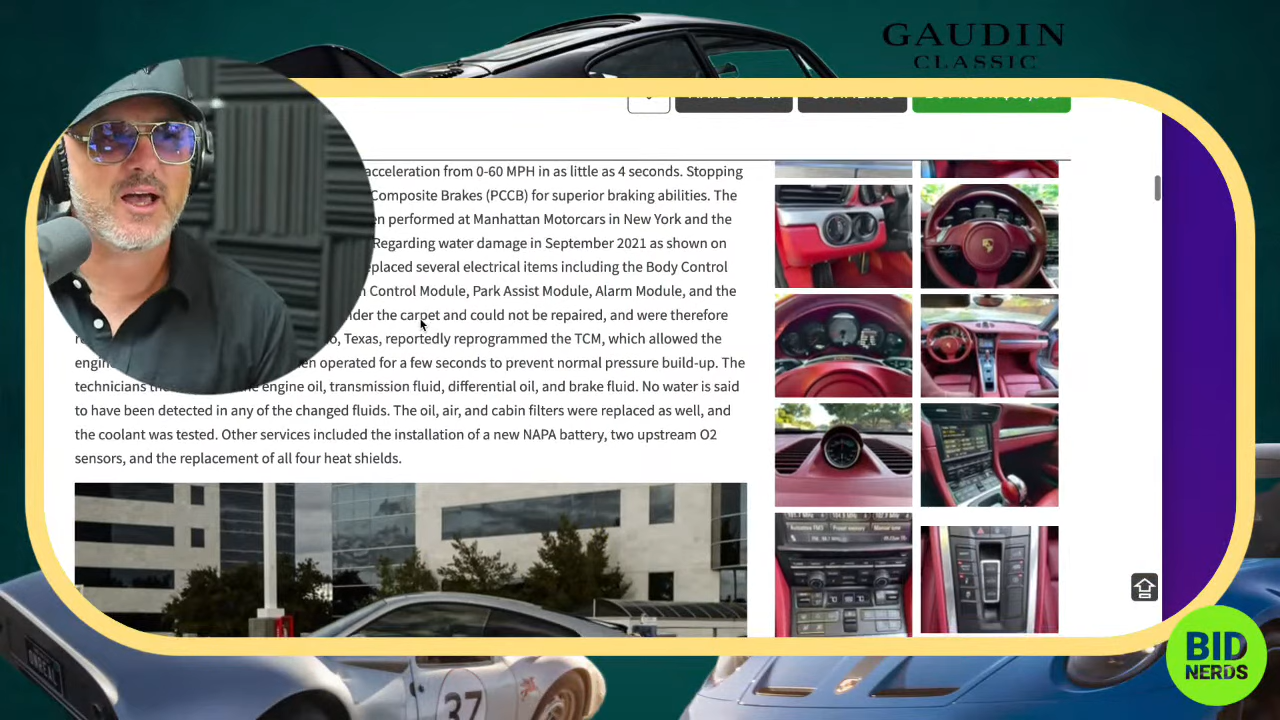 GAUDIN
CLASSIC
acceleration from 0-60 MPH in as little as 4 seconds. Stopping
Composite Brakes (PCCB) for superior braking abilities. The
performed at Manhattan Motorcars in New York and the
Regarding water damage in September 2021 as shown on
replaced several electrical items including the Body Control
Control Module, Park Assist Module, Alarm Module, and the
the carpet and could not be repaired, and were therefore
, Texas, reportedly reprogrammed the TCM, which allowed the
operated for a few seconds to prevent normal pressure build-up. The
technicians engine oil, transmission fluid, differential oil, and brake fluid. No water is said
to have been detected in any of the changed fluids. The oil, air, and cabin filters were replaced as well, and
the coolant was tested. Other services included the installation of a new NAPA battery, two upstream O2
sensors, and the replacement of all four heat shields.
37
BID
NERDS